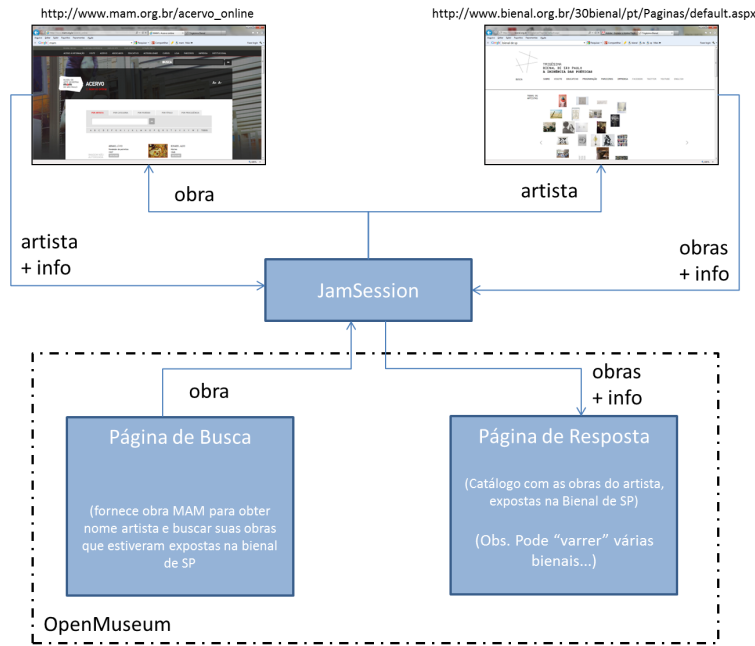 http://www.mam.org.br/acervo_online
http://www.bienal.org.br/30bienal/pt/Paginas/default.aspx
ACERVO
obra
artista
artista
+ info
obras
+ info
JamSession
obra
obras
+ info
Página de Busca
(fornece obra MAM para obter
nome artista e buscar suas obras
que estiveram expostas na bienal
de SP
Página de Resposta
(Catálogo com as obras do artista,
expostas na Bienal de SP)
(Obs. Pode “varrer” várias
bienais...)
OpenMuseum